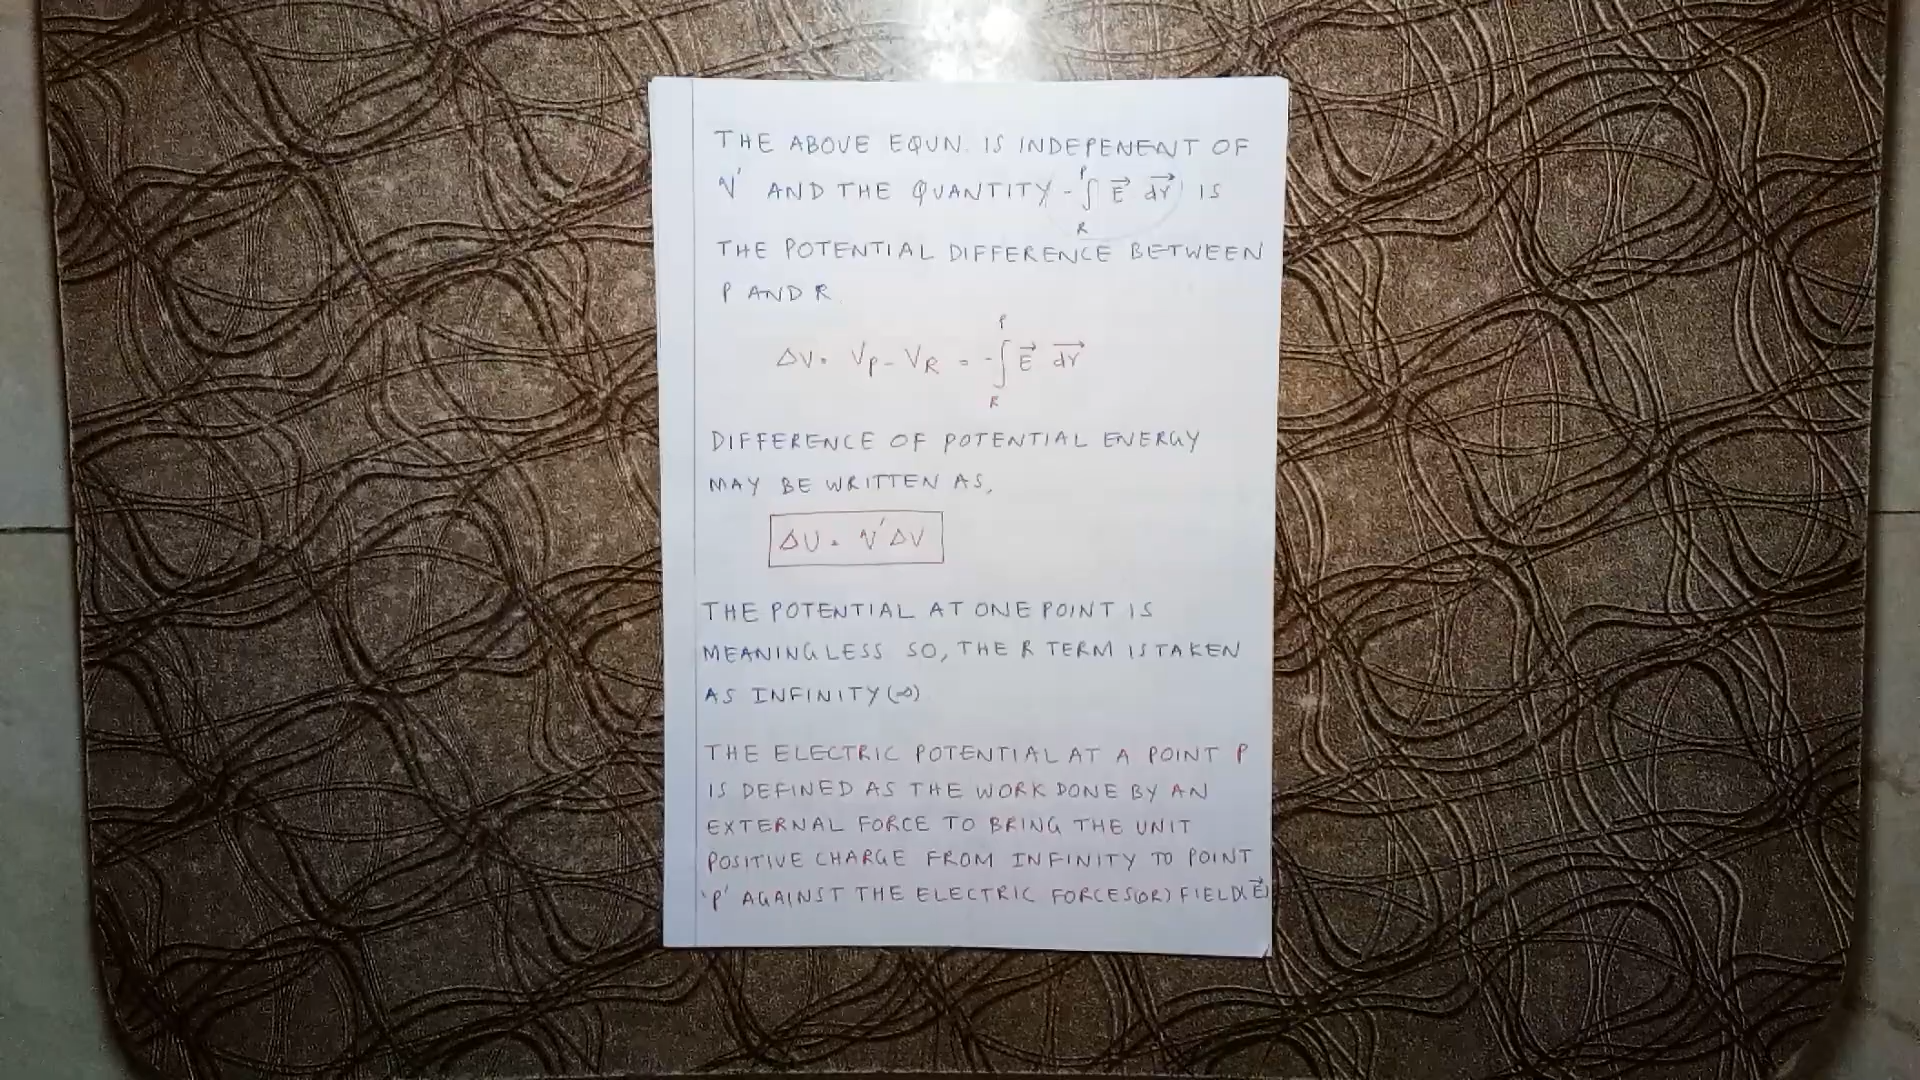 THE ABOVE EQUN. IS INDEPENENT OF
V' AND THE QUANTITY -∫ᴿᴾ E⃗ dr⃗ IS
THE POTENTIAL DIFFERENCE BETWEEN
P AND R.
ΔV = VP - VR = -∫ᴿᴾ E⃗ dr⃗
DIFFERENCE OF POTENTIAL ENERGY
MAY BE WRITTEN AS,
ΔU = V'ΔV
THE POTENTIAL AT ONE POINT IS
MEANINGLESS SO, THE R TERM IS TAKEN
AS INFINITY (∞)
THE ELECTRIC POTENTIAL AT A POINT P
IS DEFINED AS THE WORK DONE BY AN
EXTERNAL FORCE TO BRING THE UNIT
POSITIVE CHARGE FROM INFINITY TO POINT
'P' AGAINST THE ELECTRIC FORCES(OR) FIELD(E⃗)